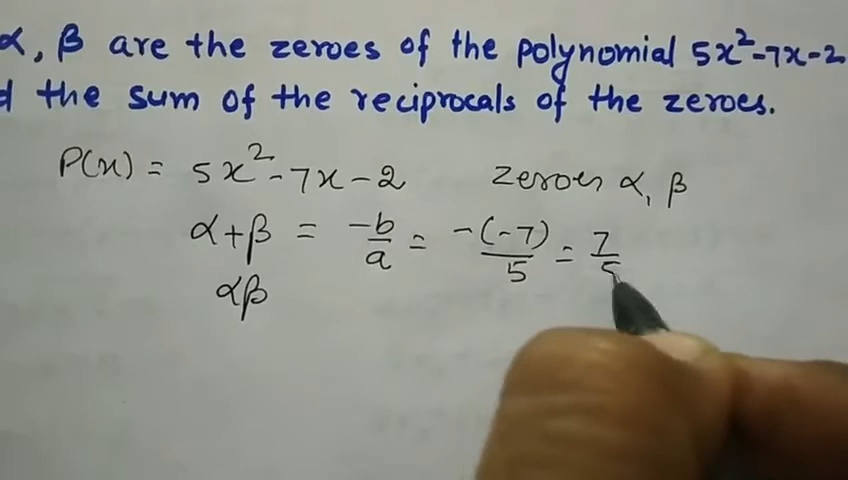 α, β are the zeroes of the polynomial 5x²-7x-2
d the sum of the reciprocals of the zeroes.
P(x) = 5x²-7x-2 zeroes α, β
α+β = -b/a = -(-7)/5 = 7/5
αβ